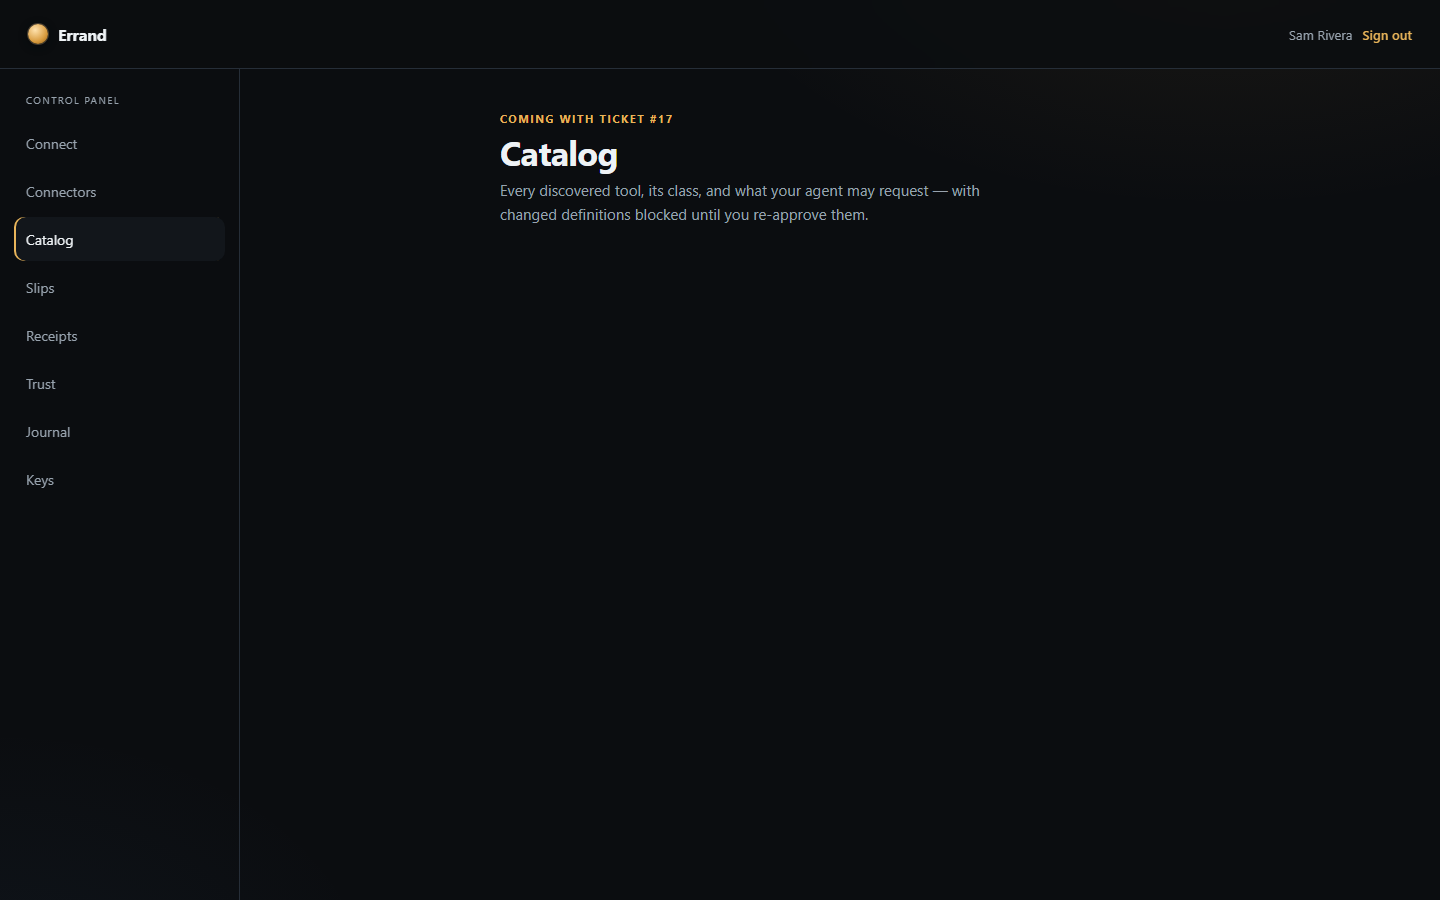 Errand
Sam Rivera Sign out
CONTROL PANEL
Connect
Connectors
Catalog
Slips
Receipts
Trust
Journal
Keys
COMING WITH TICKET #17
Catalog
Every discovered tool, its class, and what your agent may request — with
changed definitions blocked until you re-approve them.